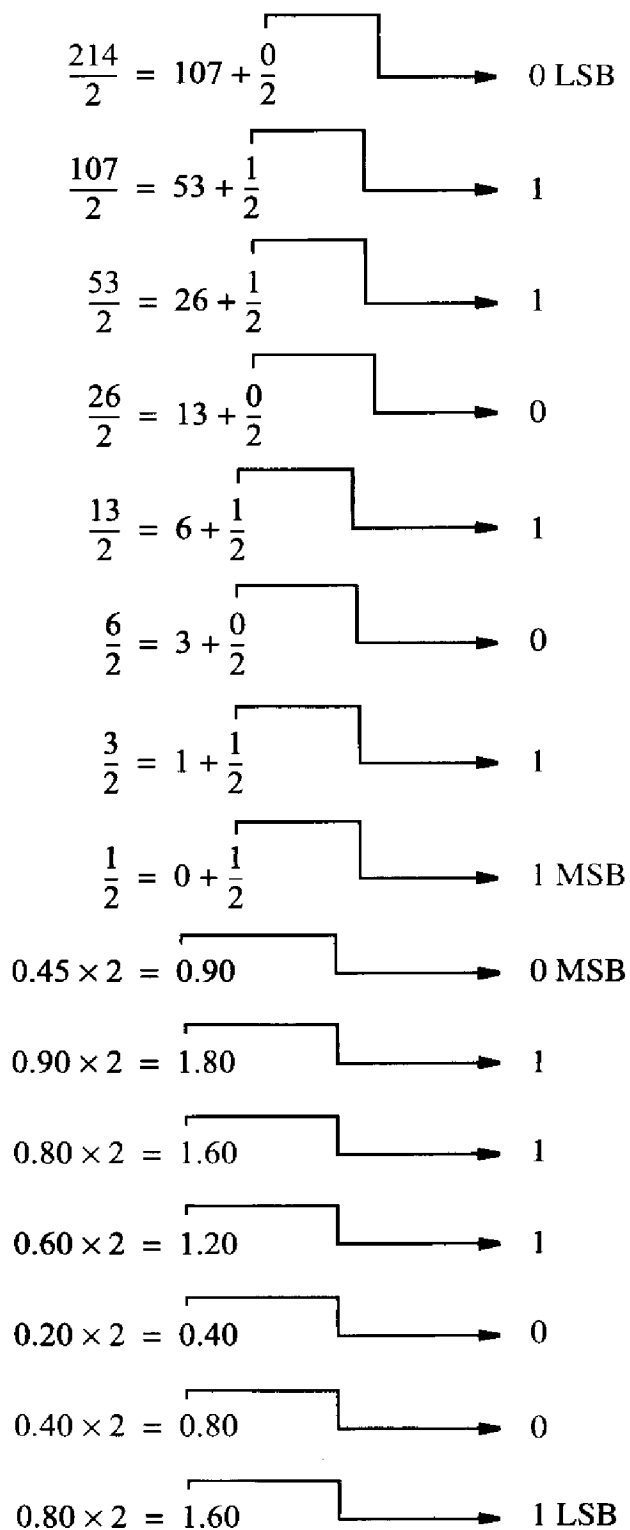 214/2 = 107 + 0/2 0 LSB
107/2 = 53 + 1/2 1
53/2 = 26 + 1/2 1
26/2 = 13 + 0/2 0
13/2 = 6 + 1/2 1
6/2 = 3 + 0/2 0
3/2 = 1 + 1/2 1
1/2 = 0 + 1/2 1 MSB
0.45 × 2 = 0.90 0 MSB
0.90 × 2 = 1.80 1
0.80 × 2 = 1.60 1
0.60 × 2 = 1.20 1
0.20 × 2 = 0.40 0
0.40 × 2 = 0.80 0
0.80 × 2 = 1.60 1 LSB